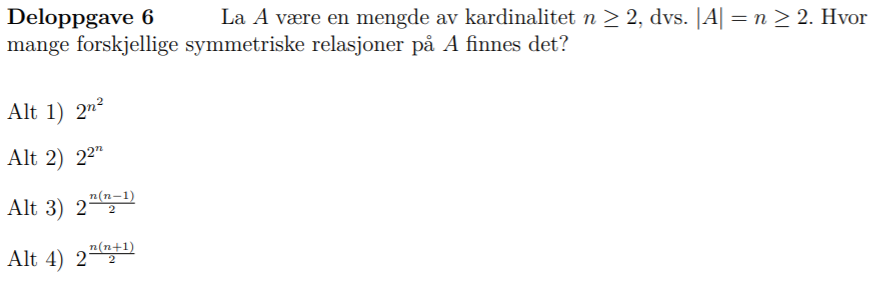 Deloppgave 6 La A være en mengde av kardinalitet n ≥ 2, dvs. |A| = n ≥ 2. Hvor
mange forskjellige symmetriske relasjoner på A finnes det?
Alt 1) 2^{n^2}
Alt 2) 2^{2^n}
Alt 3) 2^{\frac{n(n-1)}{2}}
Alt 4) 2^{\frac{n(n+1)}{2}}